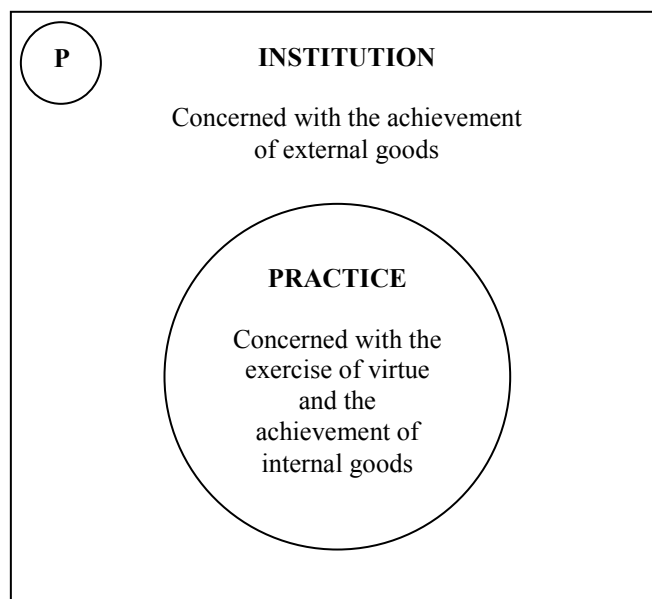 P
INSTITUTION
Concerned with the achievement
of external goods
PRACTICE
Concerned with the
exercise of virtue
and the
achievement of
internal goods